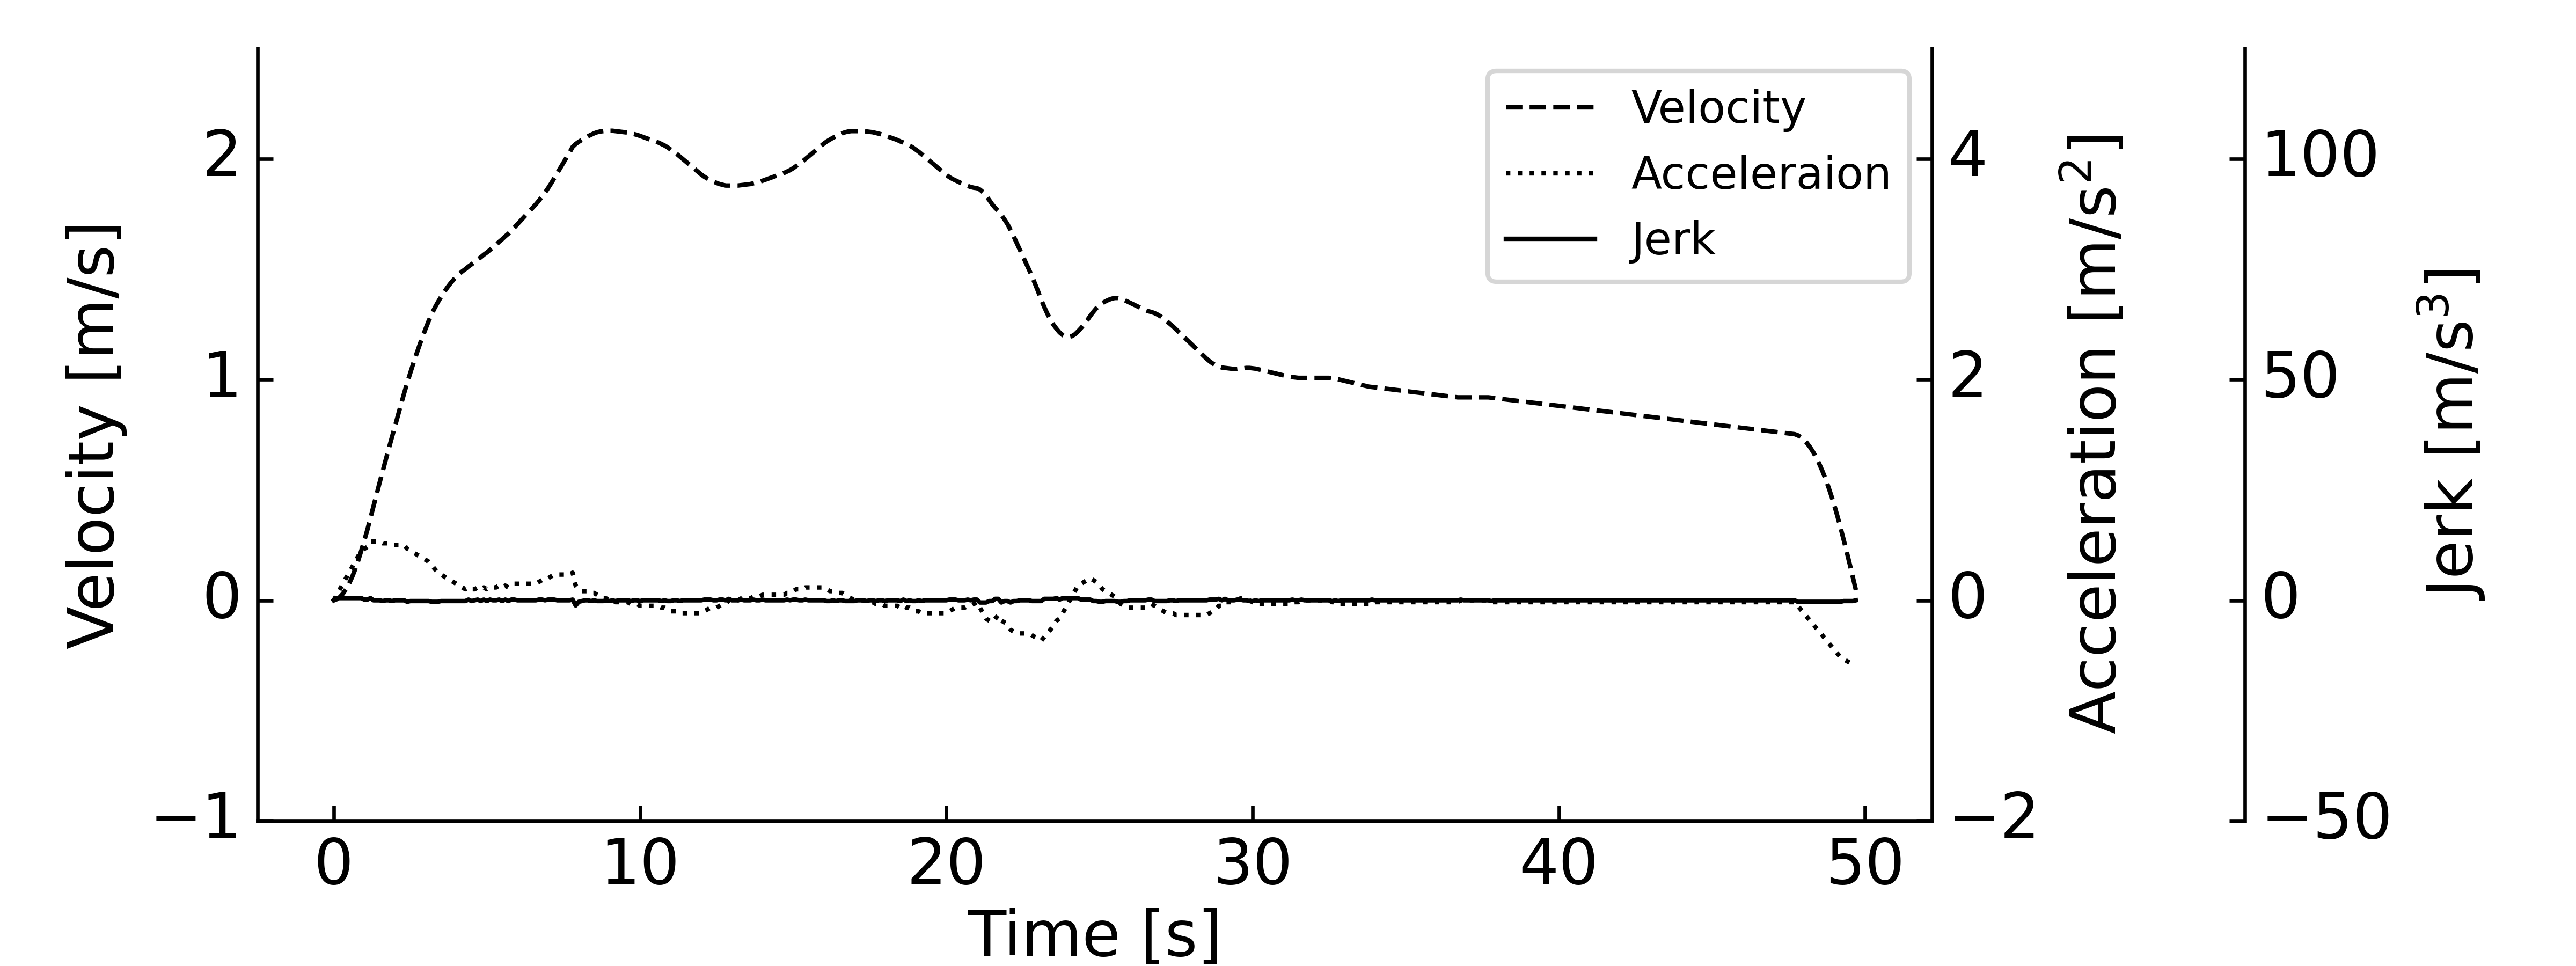 Velocity [m/s]
2
1
0
−1
0 10 20 30 40 50
Time [s]
Velocity
Acceleraion
Jerk
4
2
0
−2
Acceleration [m/s²]
100
50
0
−50
Jerk [m/s³]